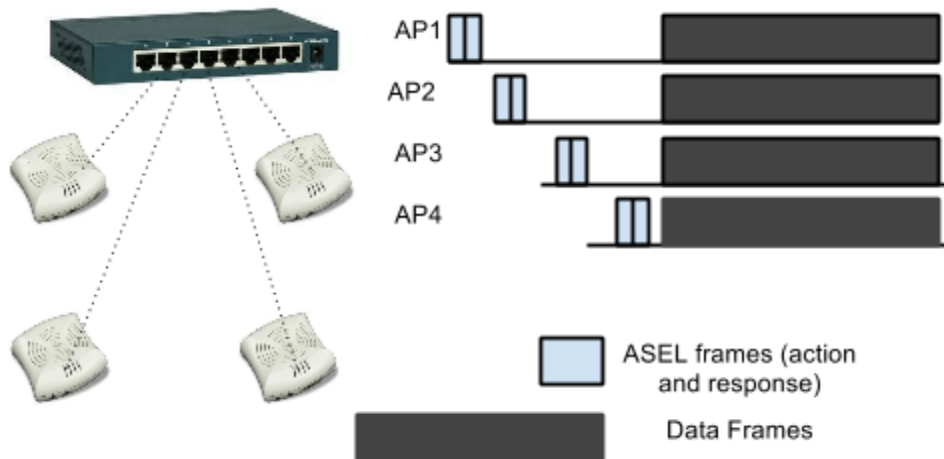 AP1
AP2
AP3
AP4
ASEL frames (action
and response)
Data Frames